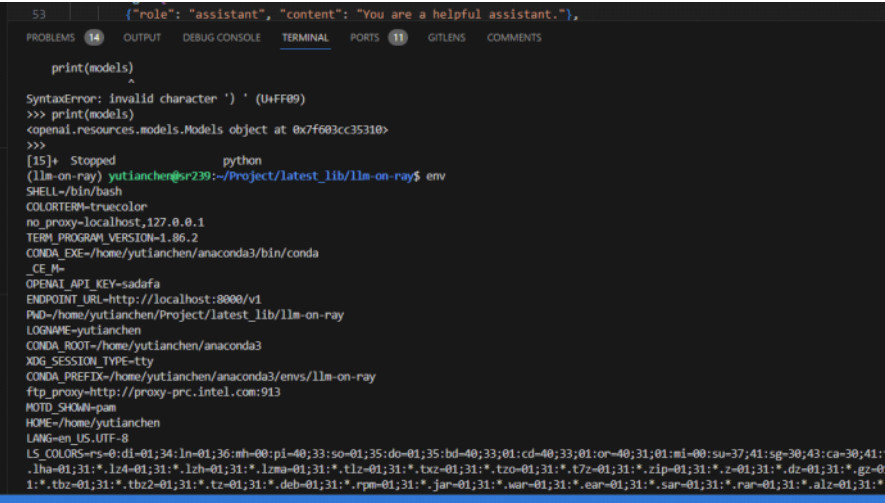 53 {"role": "assistant", "content": "You are a helpful assistant."},
PROBLEMS 14 OUTPUT DEBUG CONSOLE TERMINAL PORTS 11 GITLENS COMMENTS
print(models)
^
SyntaxError: invalid character '）' (U+FF09)
>>> print(models)
<openai.resources.models.Models object at 0x7f603cc35310>
>>>
[15]+ Stopped python
(llm-on-ray) yutianchen@sr239:~/Project/latest_lib/llm-on-ray$ env
SHELL=/bin/bash
COLORTERM=truecolor
no_proxy=localhost,127.0.0.1
TERM_PROGRAM_VERSION=1.86.2
CONDA_EXE=/home/yutianchen/anaconda3/bin/conda
_CE_M=
OPENAI_API_KEY=sadafa
ENDPOINT_URL=http://localhost:8000/v1
PWD=/home/yutianchen/Project/latest_lib/llm-on-ray
LOGNAME=yutianchen
CONDA_ROOT=/home/yutianchen/anaconda3
XDG_SESSION_TYPE=tty
CONDA_PREFIX=/home/yutianchen/anaconda3/envs/llm-on-ray
ftp_proxy=http://proxy-prc.intel.com:913
MOTD_SHOWN=pam
HOME=/home/yutianchen
LANG=en_US.UTF-8
LS_COLORS=rs=0:di=01;34:ln=01;36:mh=00:pi=40;33:so=01;35:do=01;35:bd=40;33;01:cd=40;33;01:or=40;31;01:mi=00:su=37;41:sg=30;43:ca=30;41:
.lha=01;31:*.lz4=01;31:*.lzh=01;31:*.lzma=01;31:*.tlz=01;31:*.txz=01;31:*.tzo=01;31:*.t7z=01;31:*.zip=01;31:*.z=01;31:*.dz=01;31:*.gz=0
1:*.tbz=01;31:*.tbz2=01;31:*.tz=01;31:*.deb=01;31:*.rpm=01;31:*.jar=01;31:*.war=01;31:*.ear=01;31:*.sar=01;31:*.rar=01;31:*.alz=01;31:*